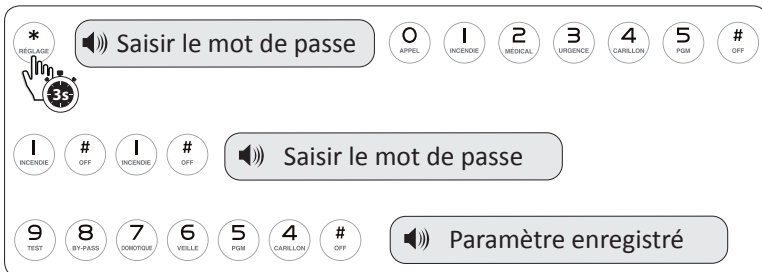 * RÉGLAGE 3s Saisir le mot de passe 0 APPEL 1 INCENDIE 2 MÉDICAL 3 URGENCE 4 CARILLON 5 PGM # OFF
1 INCENDIE # OFF 1 INCENDIE # OFF Saisir le mot de passe
9 TEST 8 BY-PASS 7 DOMOTIQUE 6 VEILLE 5 PGM 4 CARILLON # OFF Paramètre enregistré